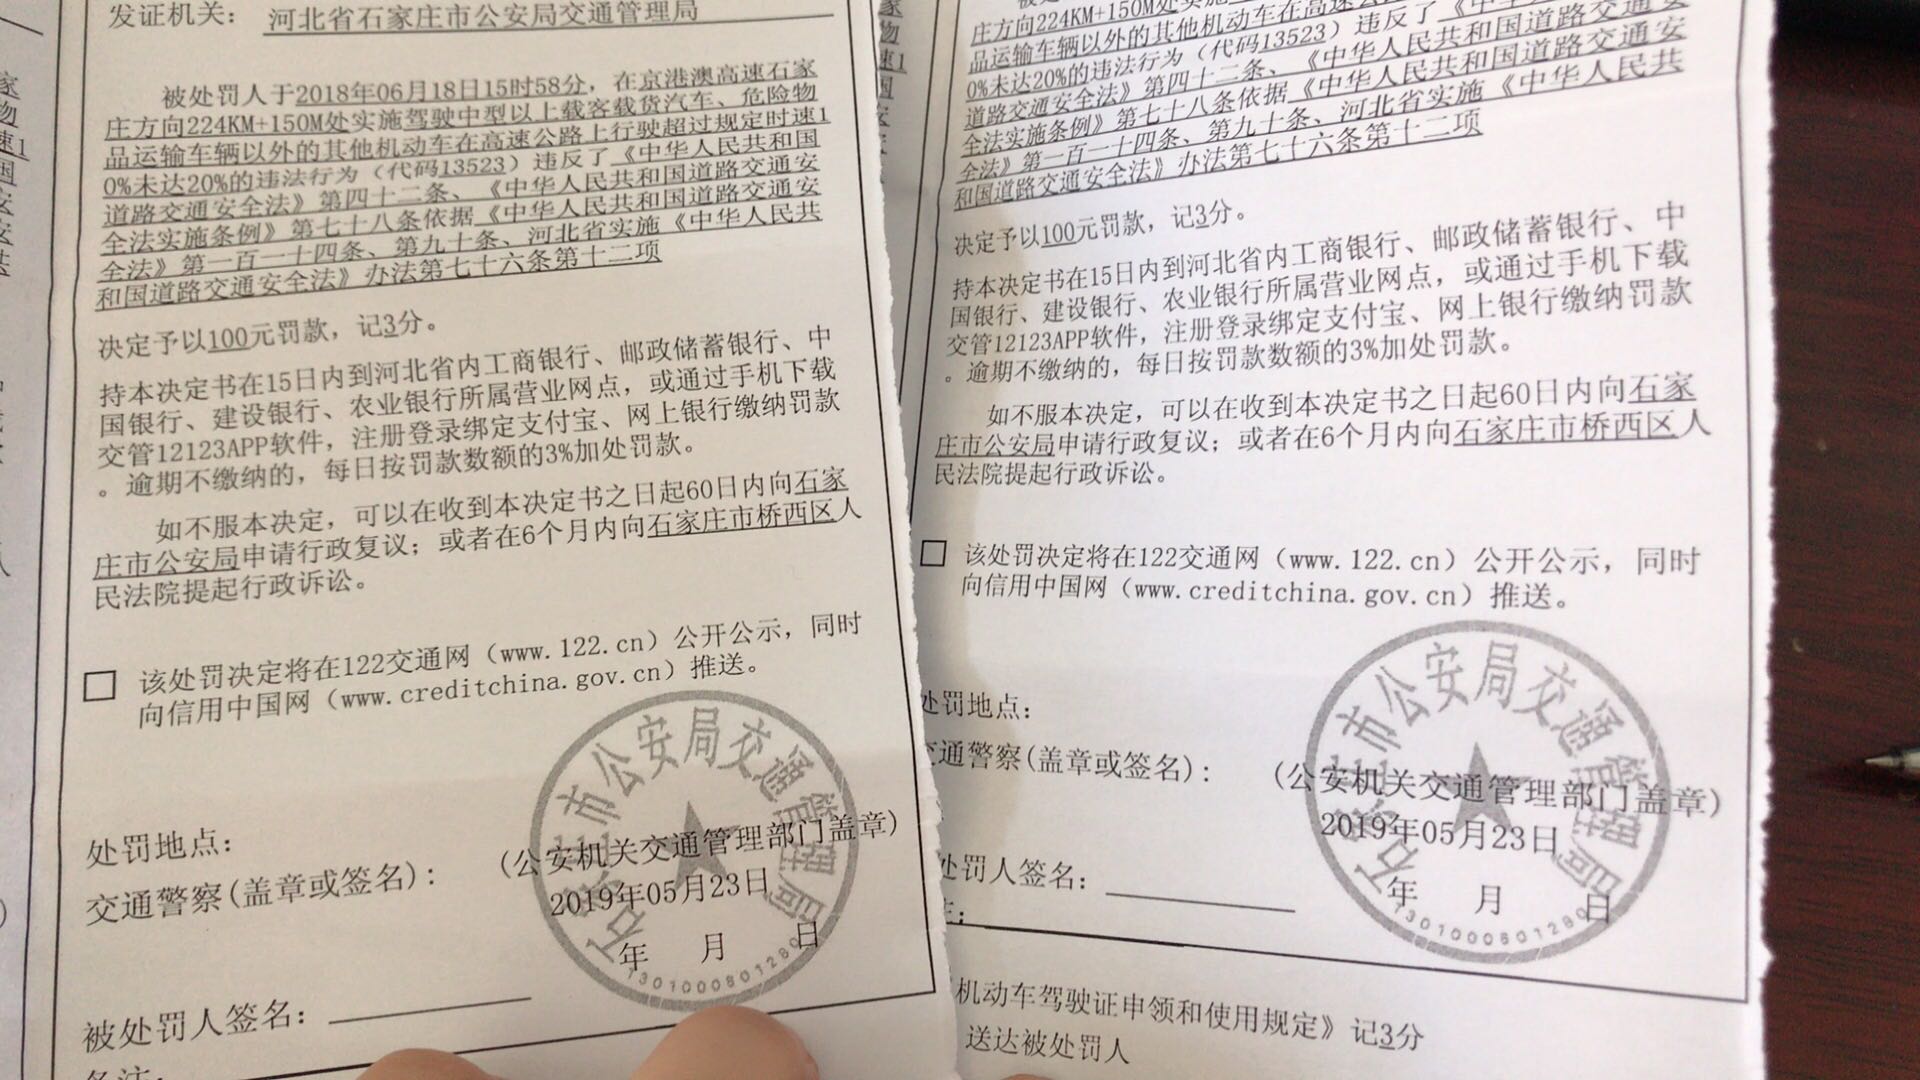 发证机关： 河北省石家庄市公安局交通管理局
被处罚人于2018年06月18日15时58分，在京港澳高速石家
庄方向224KM+150M处实施驾驶中型以上载客载货汽车、危险物
品运输车辆以外的其他机动车在高速公路上行驶超过规定时速1
0%未达20%的违法行为（代码13523）违反了《中华人民共和国
道路交通安全法》第四十二条、《中华人民共和国道路交通安
全法实施条例》第七十八条依据《中华人民共和国道路交通安
全法》第一百一十四条、第九十条、河北省实施《中华人民共
和国道路交通安全法》办法第七十六条第十二项
决定予以100元罚款，记3分。
持本决定书在15日内到河北省内工商银行、邮政储蓄银行、中
国银行、建设银行、农业银行所属营业网点，或通过手机下载
交管12123APP软件，注册登录绑定支付宝、网上银行缴纳罚款
。逾期不缴纳的，每日按罚款数额的3%加处罚款。
如不服本决定，可以在收到本决定书之日起60日内向石家
庄市公安局申请行政复议；或者在6个月内向石家庄市桥西区人
民法院提起行政诉讼。
该处罚决定将在122交通网（www.122.cn）公开公示，同时
向信用中国网（www.creditchina.gov.cn）推送。
处罚地点：
交通警察(盖章或签名)：
(公安机关交通管理部门盖章)
2019年05月23日
年 月 日
石家庄市公安局交通管理局
1301000801280
被处罚人签名：
备注：
庄方向224KM+150M处实施
品运输车辆以外的其他机动车在高速公
0%未达20%的违法行为（代码13523）违反了《中
道路交通安全法》第四十二条、《中华人民共和国道路交通安
全法实施条例》第七十八条依据《中华人民共和国道路交通安
全法》第一百一十四条、第九十条、河北省实施《中华人民共
和国道路交通安全法》办法第七十六条第十二项
决定予以100元罚款，记3分。
持本决定书在15日内到河北省内工商银行、邮政储蓄银行、中
国银行、建设银行、农业银行所属营业网点，或通过手机下载
交管12123APP软件，注册登录绑定支付宝、网上银行缴纳罚款
。逾期不缴纳的，每日按罚款数额的3%加处罚款。
如不服本决定，可以在收到本决定书之日起60日内向石家
庄市公安局申请行政复议；或者在6个月内向石家庄市桥西区人
民法院提起行政诉讼。
该处罚决定将在122交通网（www.122.cn）公开公示，同时
向信用中国网（www.creditchina.gov.cn）推送。
处罚地点：
交通警察(盖章或签名)：
(公安机关交通管理部门盖章)
2019年05月23日
年 月 日
石家庄市公安局交通管理局
1301000801280
处罚人签名：
机动车驾驶证申领和使用规定》记3分
送达被处罚人